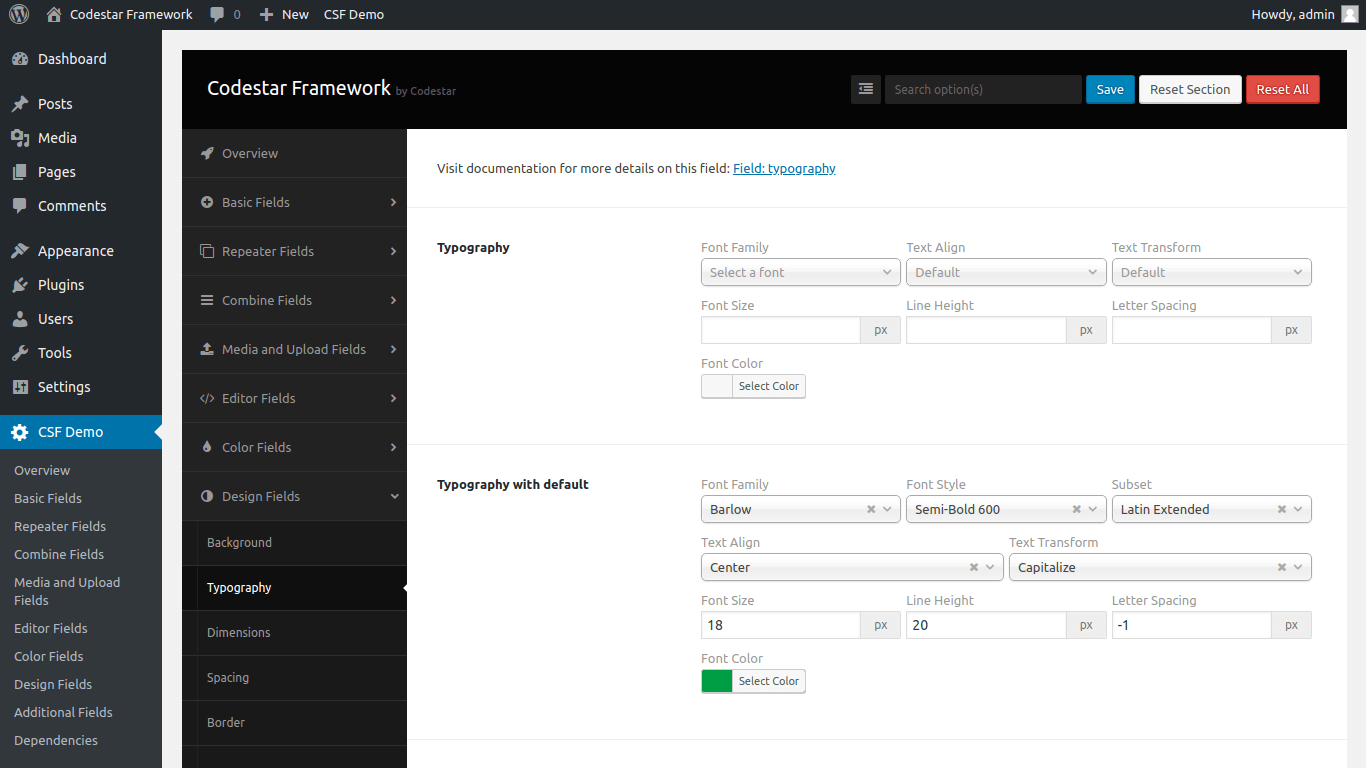 Codestar Framework 0 New CSF Demo Howdy, admin
Dashboard
Posts
Media
Pages
Comments
Appearance
Plugins
Users
Tools
Settings
CSF Demo
Overview
Basic Fields
Repeater Fields
Combine Fields
Media and Upload
Fields
Editor Fields
Color Fields
Design Fields
Additional Fields
Dependencies
Codestar Framework by Codestar
Search option(s) Save Reset Section Reset All
Overview
Basic Fields
Repeater Fields
Combine Fields
Media and Upload Fields
Editor Fields
Color Fields
Design Fields
Background
Typography
Dimensions
Spacing
Border
Visit documentation for more details on this field: Field: typography
Typography
Font Family Text Align Text Transform
Select a font Default Default
Font Size Line Height Letter Spacing
px px px
Font Color
Select Color
Typography with default
Font Family Font Style Subset
Barlow Semi-Bold 600 Latin Extended
Text Align Text Transform
Center Capitalize
Font Size Line Height Letter Spacing
18 px 20 px -1 px
Font Color
Select Color